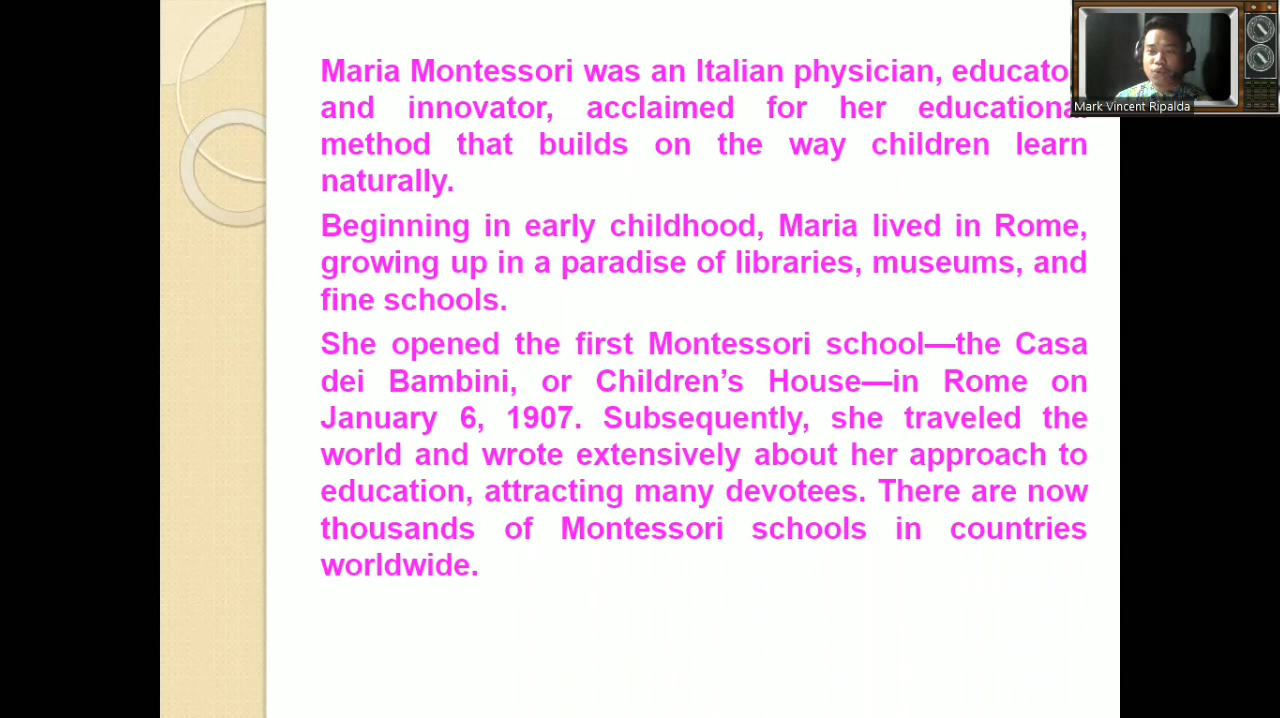 Maria Montessori was an Italian physician, educator
and innovator, acclaimed for her educational
method that builds on the way children learn
naturally.
Beginning in early childhood, Maria lived in Rome,
growing up in a paradise of libraries, museums, and
fine schools.
She opened the first Montessori school—the Casa
dei Bambini, or Children’s House—in Rome on
January 6, 1907. Subsequently, she traveled the
world and wrote extensively about her approach to
education, attracting many devotees. There are now
thousands of Montessori schools in countries
worldwide.
Mark Vincent Ripalda